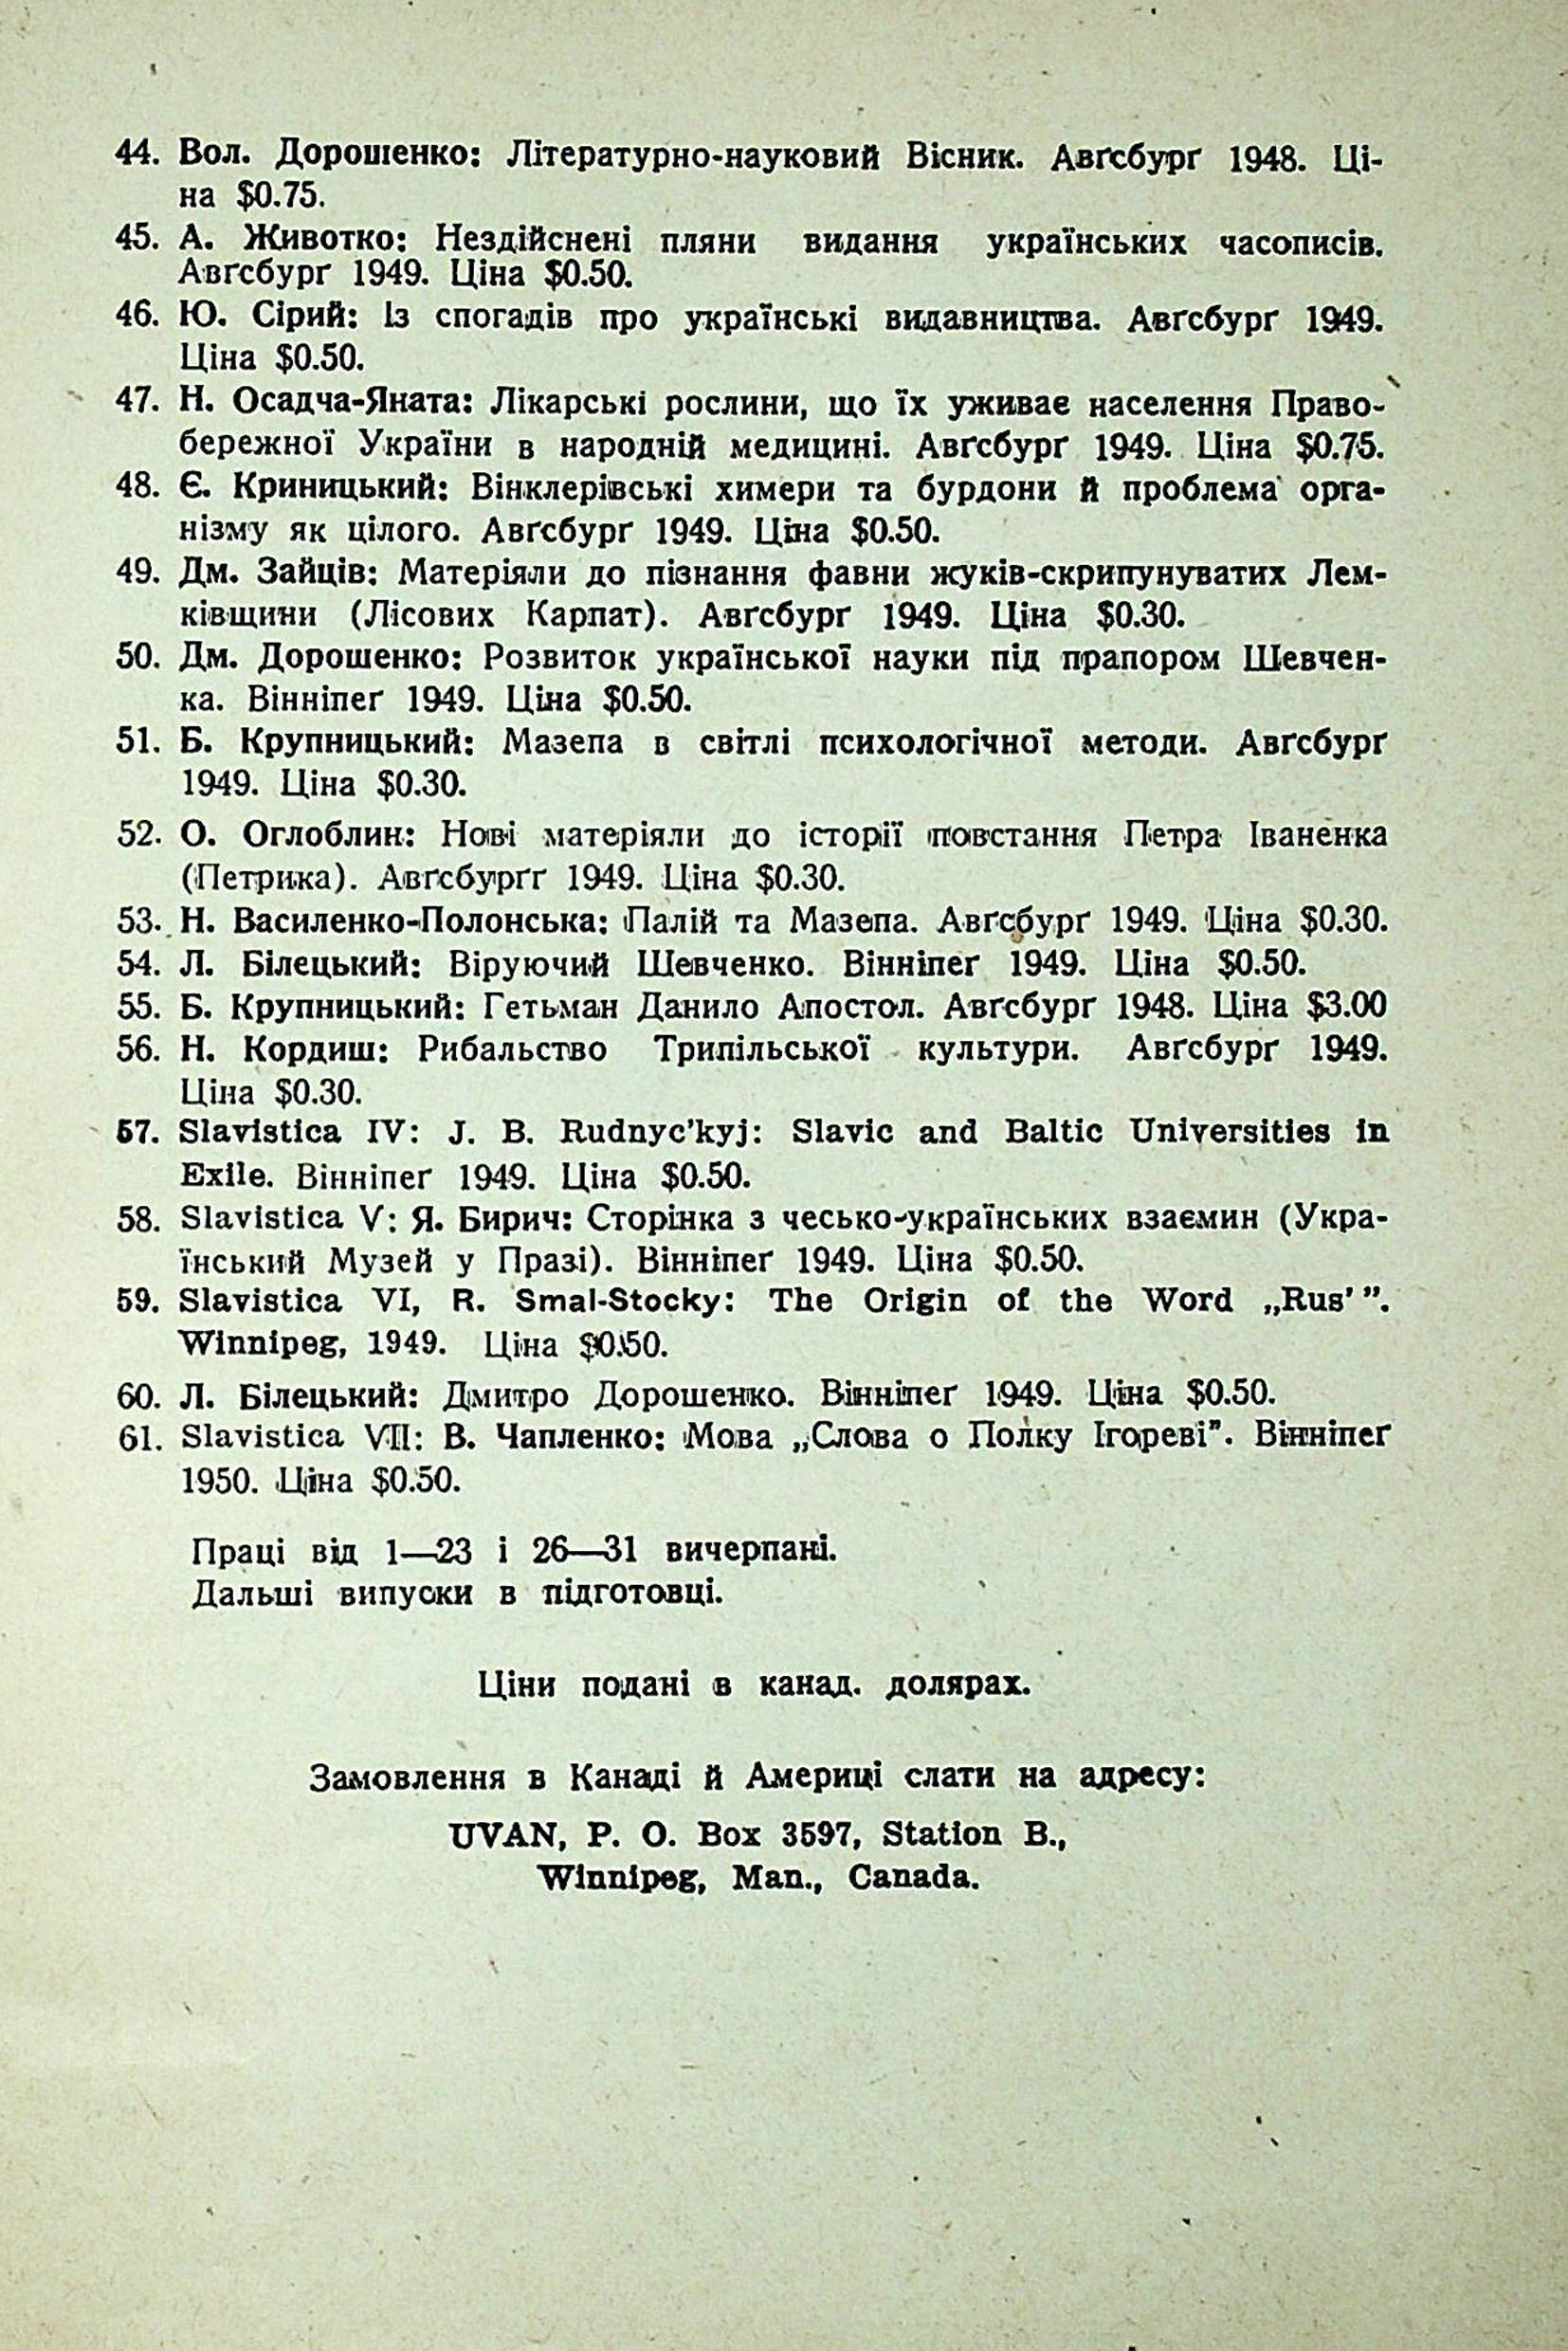 44. Вол. Дорошенко: Літературно-науковий Вісник. Авґсбурґ 1948. Ці-
на $0.75.
45. А. Животко: Нездійснені пляни видання українських часописів.
Авґсбурґ 1949. Ціна $0.50.
46. Ю. Сірий: Із спогадів про українські видавництва. Авґсбурґ 1949.
Ціна $0.50.
47. Н. Осадча-Яната: Лікарські рослини, що їх уживає населення Право-
бережної України в народній медицині. Авґсбурґ 1949. Ціна $0.75.
48. Є. Криницький: Вінклерівські химери та бурдони й проблема орга-
нізму як цілого. Авґсбурґ 1949. Ціна $0.50.
49. Дм. Зайців: Матеріяли до пізнання фавни жуків-скрипунуватих Лем-
ківщини (Лісових Карпат). Авґсбурґ 1949. Ціна $0.30.
50. Дм. Дорошенко: Розвиток української науки під прапором Шевчен-
ка. Вінніпеґ 1949. Ціна $0.50.
51. Б. Крупницький: Мазепа в світлі психологічної методи. Авґсбурґ
1949. Ціна $0.30.
52. О. Оглоблин: Нові матеріяли до історії повстання Петра Іваненка
(Петрика). Авґсбурґґ 1949. Ціна $0.30.
53. Н. Василенко-Полонська: Палій та Мазепа. Авґсбурґ 1949. Ціна $0.30.
54. Л. Білецький: Віруючий Шевченко. Вінніпеґ 1949. Ціна $0.50.
55. Б. Крупницький: Гетьман Данило Апостол. Авґсбурґ 1948. Ціна $3.00
56. Н. Кордиш: Рибальство Трипільської культури. Авґсбурґ 1949.
Ціна $0.30.
57. Slavistica IV: J. B. Rudnyc'kyj: Slavic and Baltic Universities in
Exile. Вінніпеґ 1949. Ціна $0.50.
58. Slavistica V: Я. Бирич: Сторінка з чесько-українських взаємин (Укра-
їнський Музей у Празі). Вінніпеґ 1949. Ціна $0.50.
59. Slavistica VI, R. Smal-Stocky: The Origin of the Word „Rus' ”.
Winnipeg, 1949. Ціна $0.50.
60. Л. Білецький: Дмитро Дорошенко. Вінніпеґ 1949. Ціна $0.50.
61. Slavistica VII: В. Чапленко: Мова „Слова о Полку Ігореві”. Вінніпеґ
1950. Ціна $0.50.
Праці від 1—23 і 26—31 вичерпані.
Дальші випуски в підготовці.
Ціни подані в канад. долярах.
Замовлення в Канаді й Америці слати на адресу:
UVAN, P. O. Box 3597, Station B.,
Winnipeg, Man., Canada.